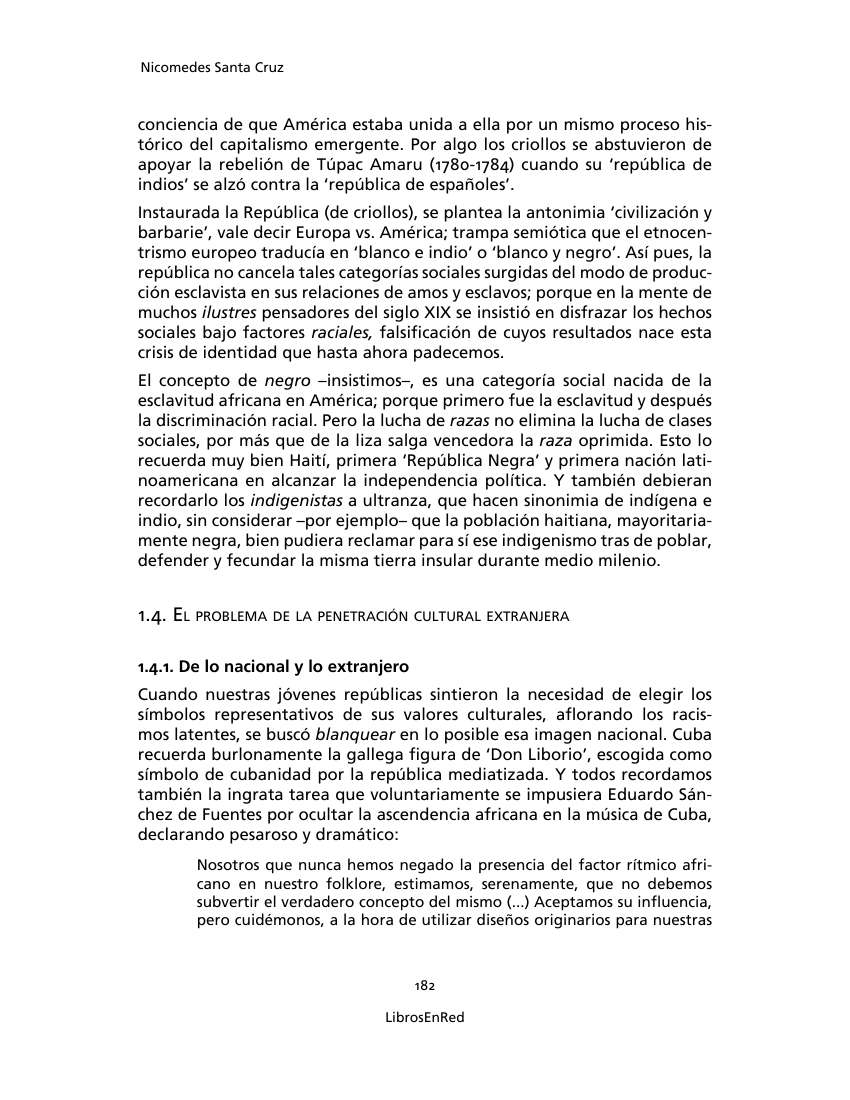 Nicomedes Santa Cruz
conciencia de que América estaba unida a ella por un mismo proceso his-
tórico del capitalismo emergente. Por algo los criollos se abstuvieron de
apoyar la rebelión de Túpac Amaru (1780-1784) cuando su ‘república de
indios’ se alzó contra la ‘república de españoles’.
Instaurada la República (de criollos), se plantea la antonimia ‘civilización y
barbarie’, vale decir Europa vs. América; trampa semiótica que el etnocen-
trismo europeo traducía en ‘blanco e indio’ o ‘blanco y negro’. Así pues, la
república no cancela tales categorías sociales surgidas del modo de produc-
ción esclavista en sus relaciones de amos y esclavos; porque en la mente de
muchos ilustres pensadores del siglo XIX se insistió en disfrazar los hechos
sociales bajo factores raciales, falsificación de cuyos resultados nace esta
crisis de identidad que hasta ahora padecemos.
El concepto de negro –insistimos–, es una categoría social nacida de la
esclavitud africana en América; porque primero fue la esclavitud y después
la discriminación racial. Pero la lucha de razas no elimina la lucha de clases
sociales, por más que de la liza salga vencedora la raza oprimida. Esto lo
recuerda muy bien Haití, primera ‘República Negra’ y primera nación lati-
noamericana en alcanzar la independencia política. Y también debieran
recordarlo los indigenistas a ultranza, que hacen sinonimia de indígena e
indio, sin considerar –por ejemplo– que la población haitiana, mayoritaria-
mente negra, bien pudiera reclamar para sí ese indigenismo tras de poblar,
defender y fecundar la misma tierra insular durante medio milenio.
1.4. El problema de la penetración cultural extranjera
1.4.1. De lo nacional y lo extranjero
Cuando nuestras jóvenes repúblicas sintieron la necesidad de elegir los
símbolos representativos de sus valores culturales, aflorando los racis-
mos latentes, se buscó blanquear en lo posible esa imagen nacional. Cuba
recuerda burlonamente la gallega figura de ‘Don Liborio’, escogida como
símbolo de cubanidad por la república mediatizada. Y todos recordamos
también la ingrata tarea que voluntariamente se impusiera Eduardo Sán-
chez de Fuentes por ocultar la ascendencia africana en la música de Cuba,
declarando pesaroso y dramático:
Nosotros que nunca hemos negado la presencia del factor rítmico afri-
cano en nuestro folklore, estimamos, serenamente, que no debemos
subvertir el verdadero concepto del mismo (...) Aceptamos su influencia,
pero cuidémonos, a la hora de utilizar diseños originarios para nuestras
182
LibrosEnRed